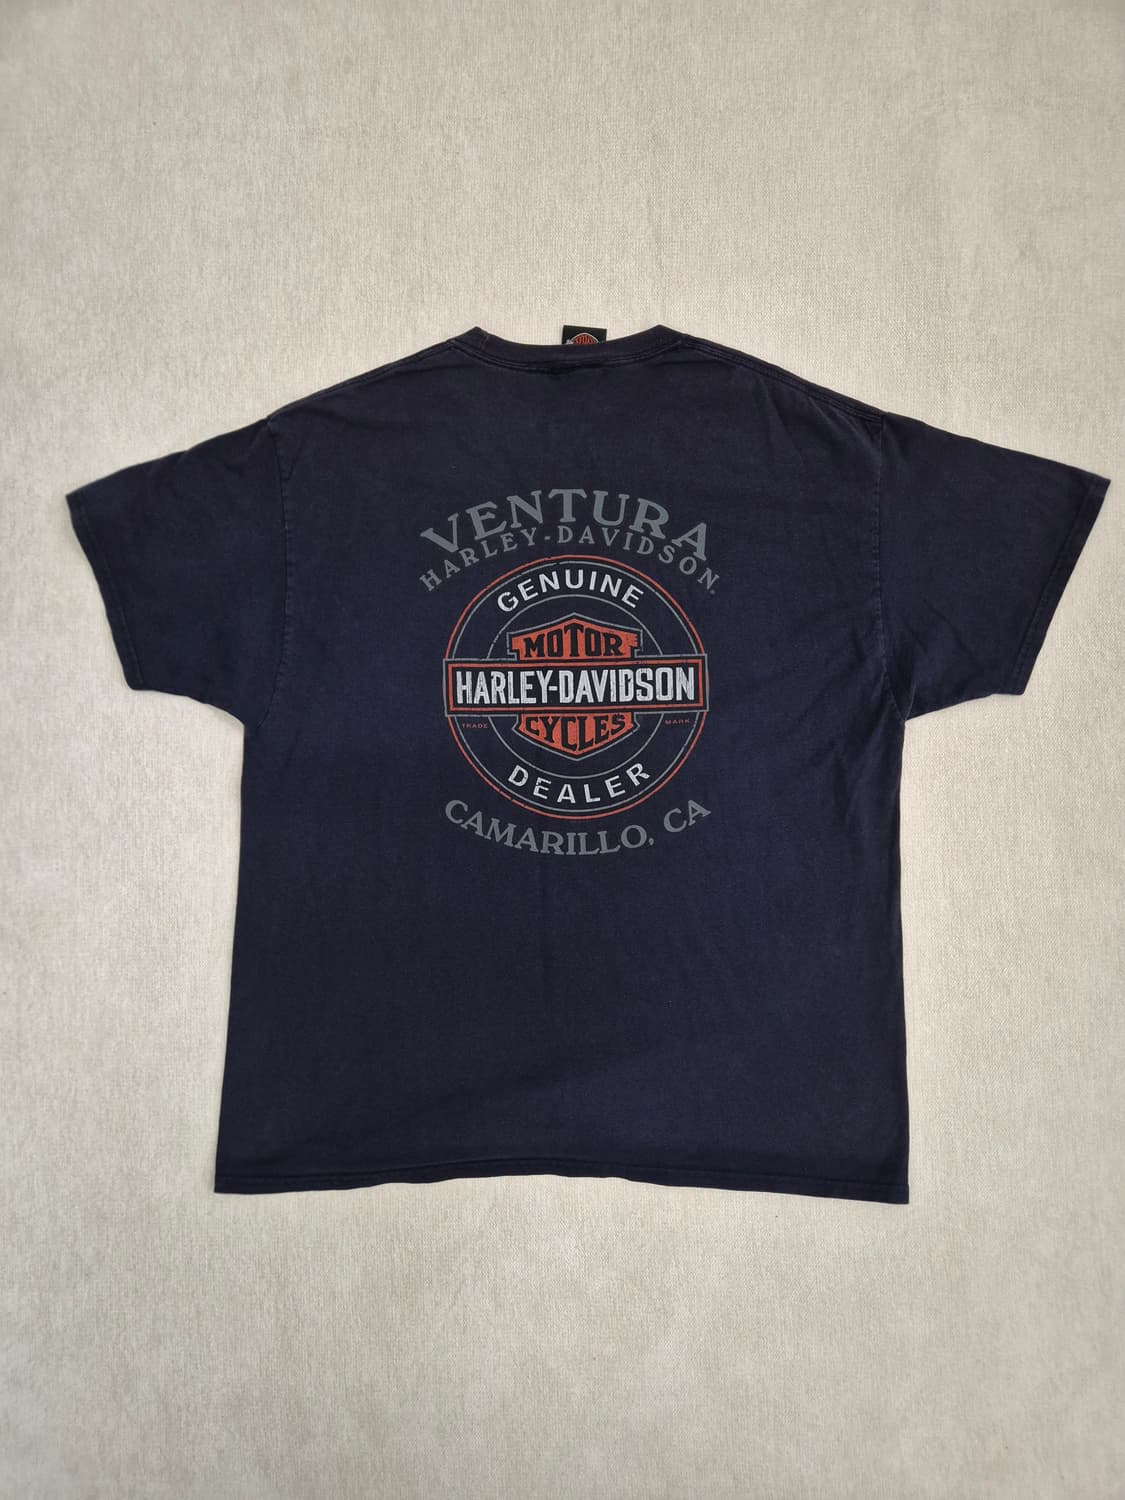 VENTURA
HARLEY-DAVIDSON.
GENUINE
MOTOR
HARLEY-DAVIDSON
TRADE MARK
CYCLES
DEALER
CAMARILLO, CA